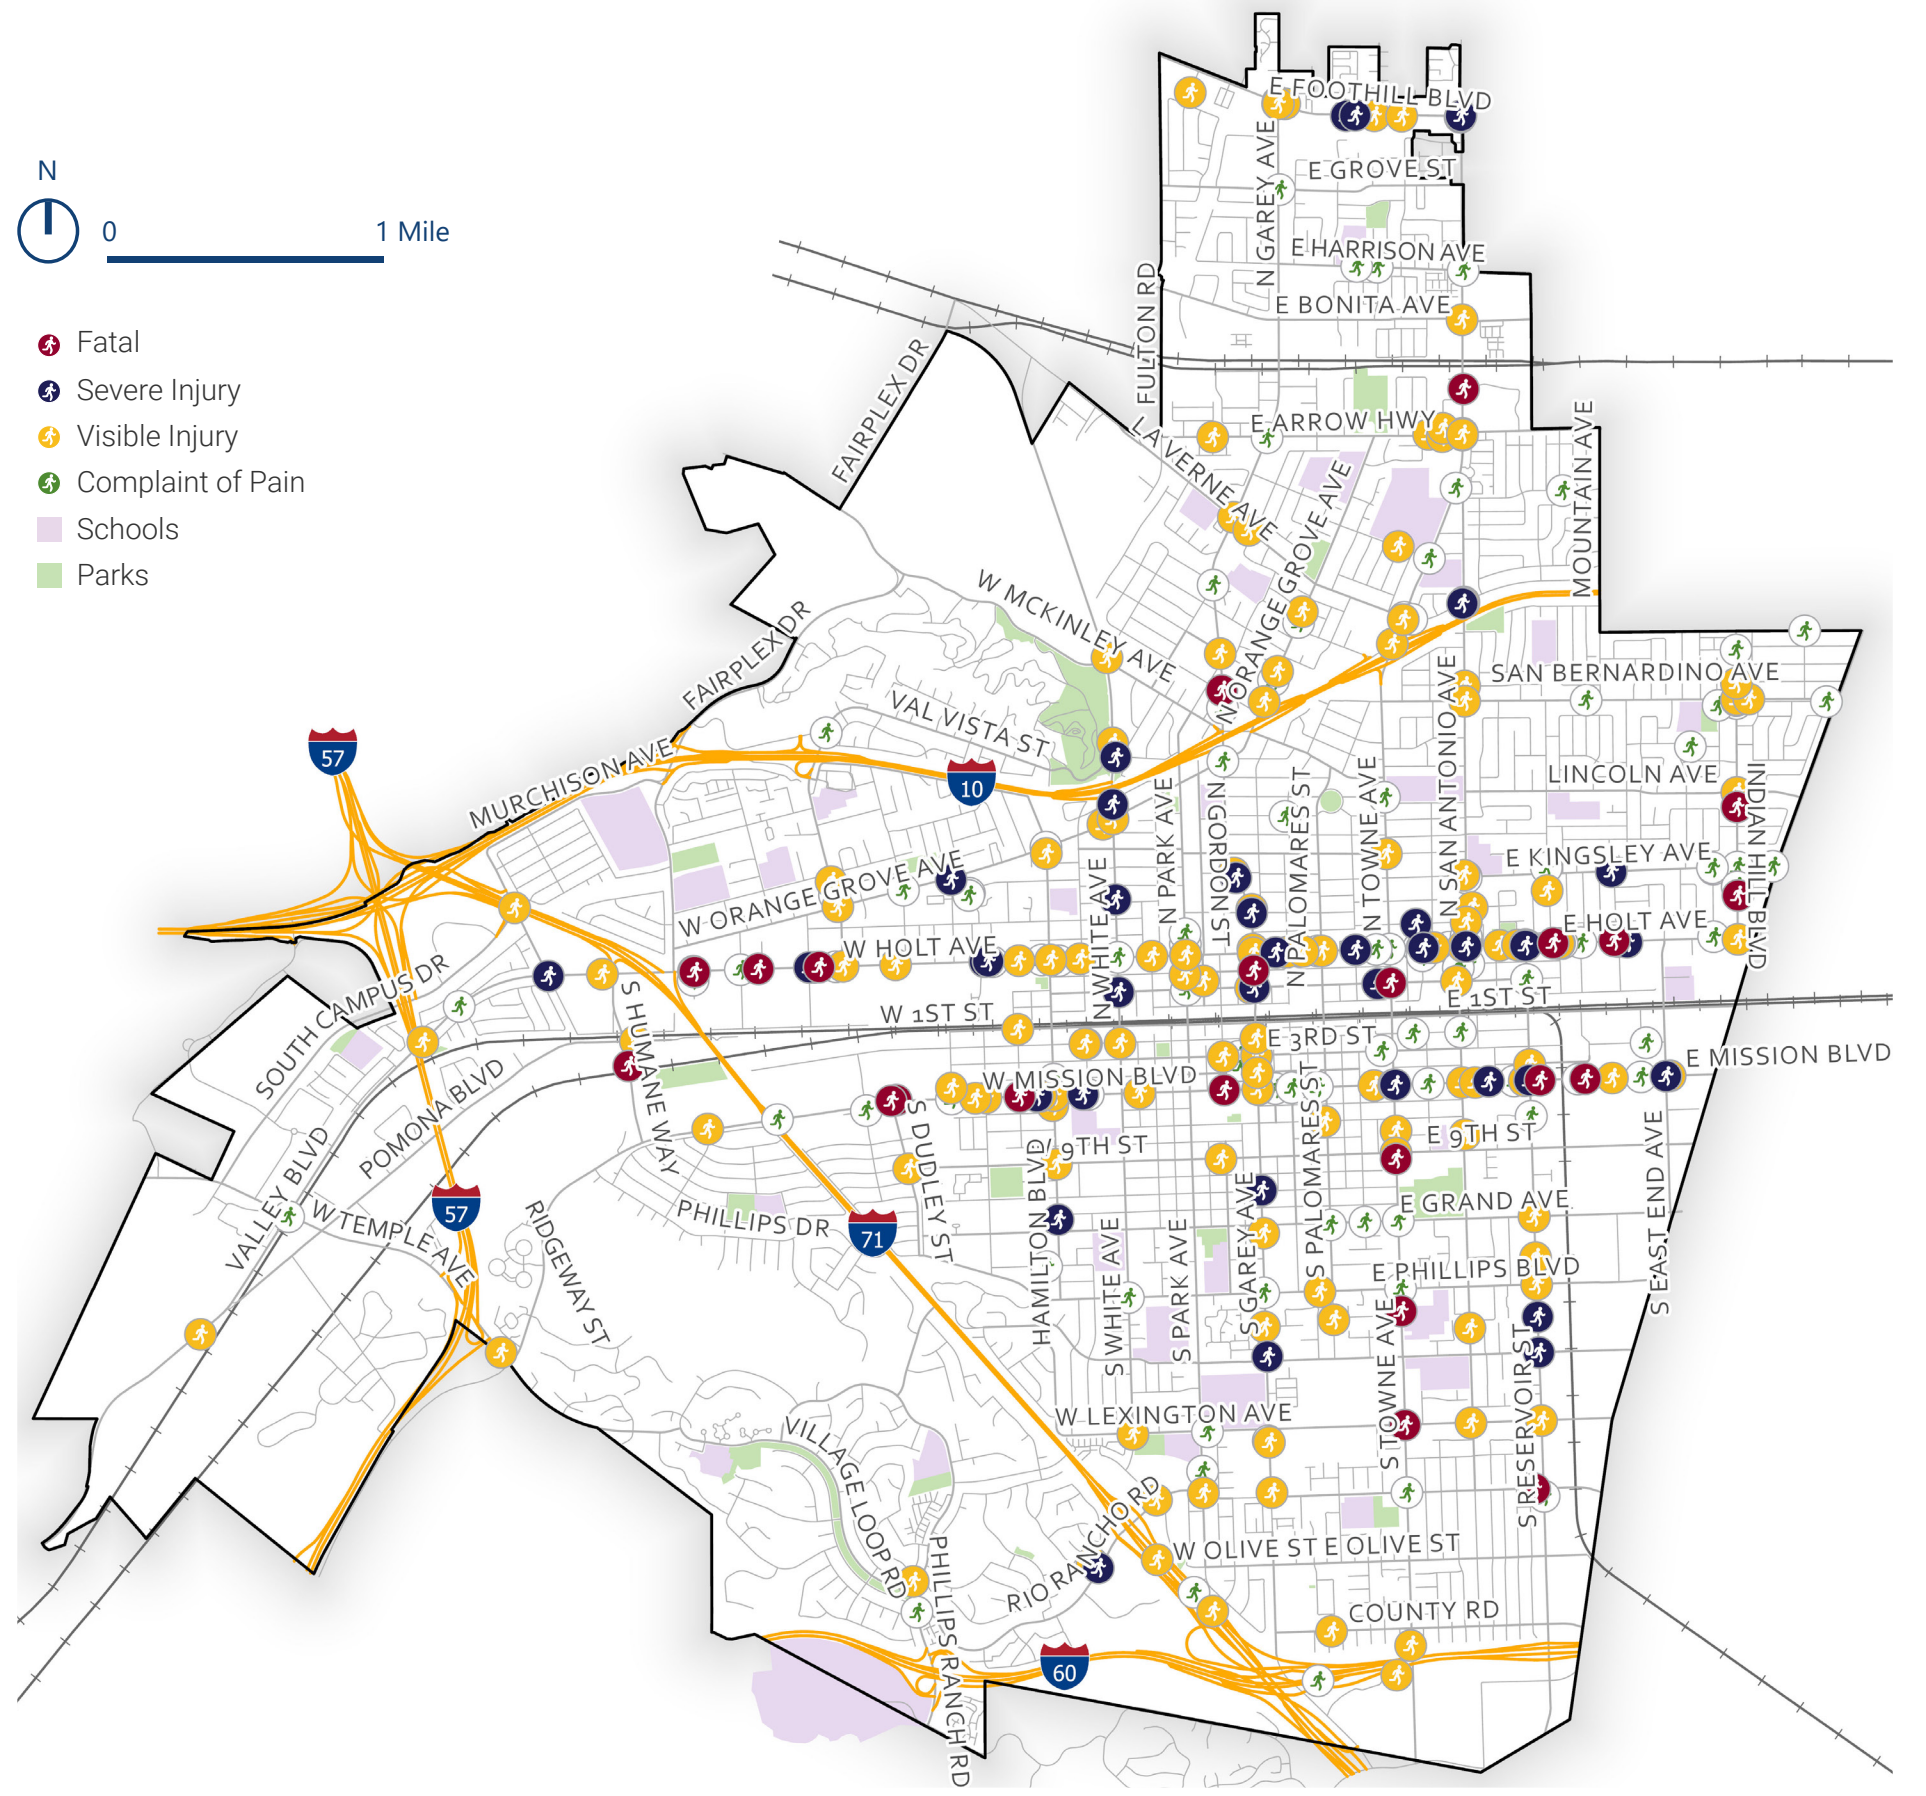 N
0
1 Mile
Fatal
Severe Injury
Visible Injury
Complaint of Pain
Schools
Parks
E FOOTHILL BLVD
N GAREY AVE
E GROVE ST
E HARRISON AVE
E BONITA AVE
FULTON RD
FAIRPLEX DR
E ARROW HWY
LAVERNE AVE
MOUNTAIN AVE
N ORANGE GROVE AVE
W MCKINLEY AVE
FAIRPLEX DR
SAN BERNARDINO AVE
VAL VISTA ST
N SAN ANTONIO AVE
57
MURCHISON AVE
10
LINCOLN AVE
INDIAN HILL BLVD
N PARK AVE
N GORDON ST
N PALOMARES ST
N TOWNE AVE
E KINGSLEY AVE
W ORANGE GROVE AVE
N WHITE AVE
E HOLT AVE
W HOLT AVE
SOUTH CAMPUS DR
S HUMANE WAY
W 1ST ST
E 1ST ST
E 3RD ST
E MISSION BLVD
POMONA BLVD
W MISSION BLVD
S DUDLEY ST
VALLEY BLVD
W 9TH ST
E 9TH ST
HAMILTON BLVD
S PALOMARES ST
S EAST END AVE
57
W TEMPLE AVE
RIDGEWAY ST
PHILLIPS DR
71
S WHITE AVE
S PARK AVE
S GAREY AVE
E GRAND AVE
E PHILLIPS BLVD
S TOWNE AVE
S RESERVOIR ST
W LEXINGTON AVE
VILLAGE LOOP RD
RIO RANCHO RD
W OLIVE ST
E OLIVE ST
PHILLIPS RANCH RD
COUNTY RD
60